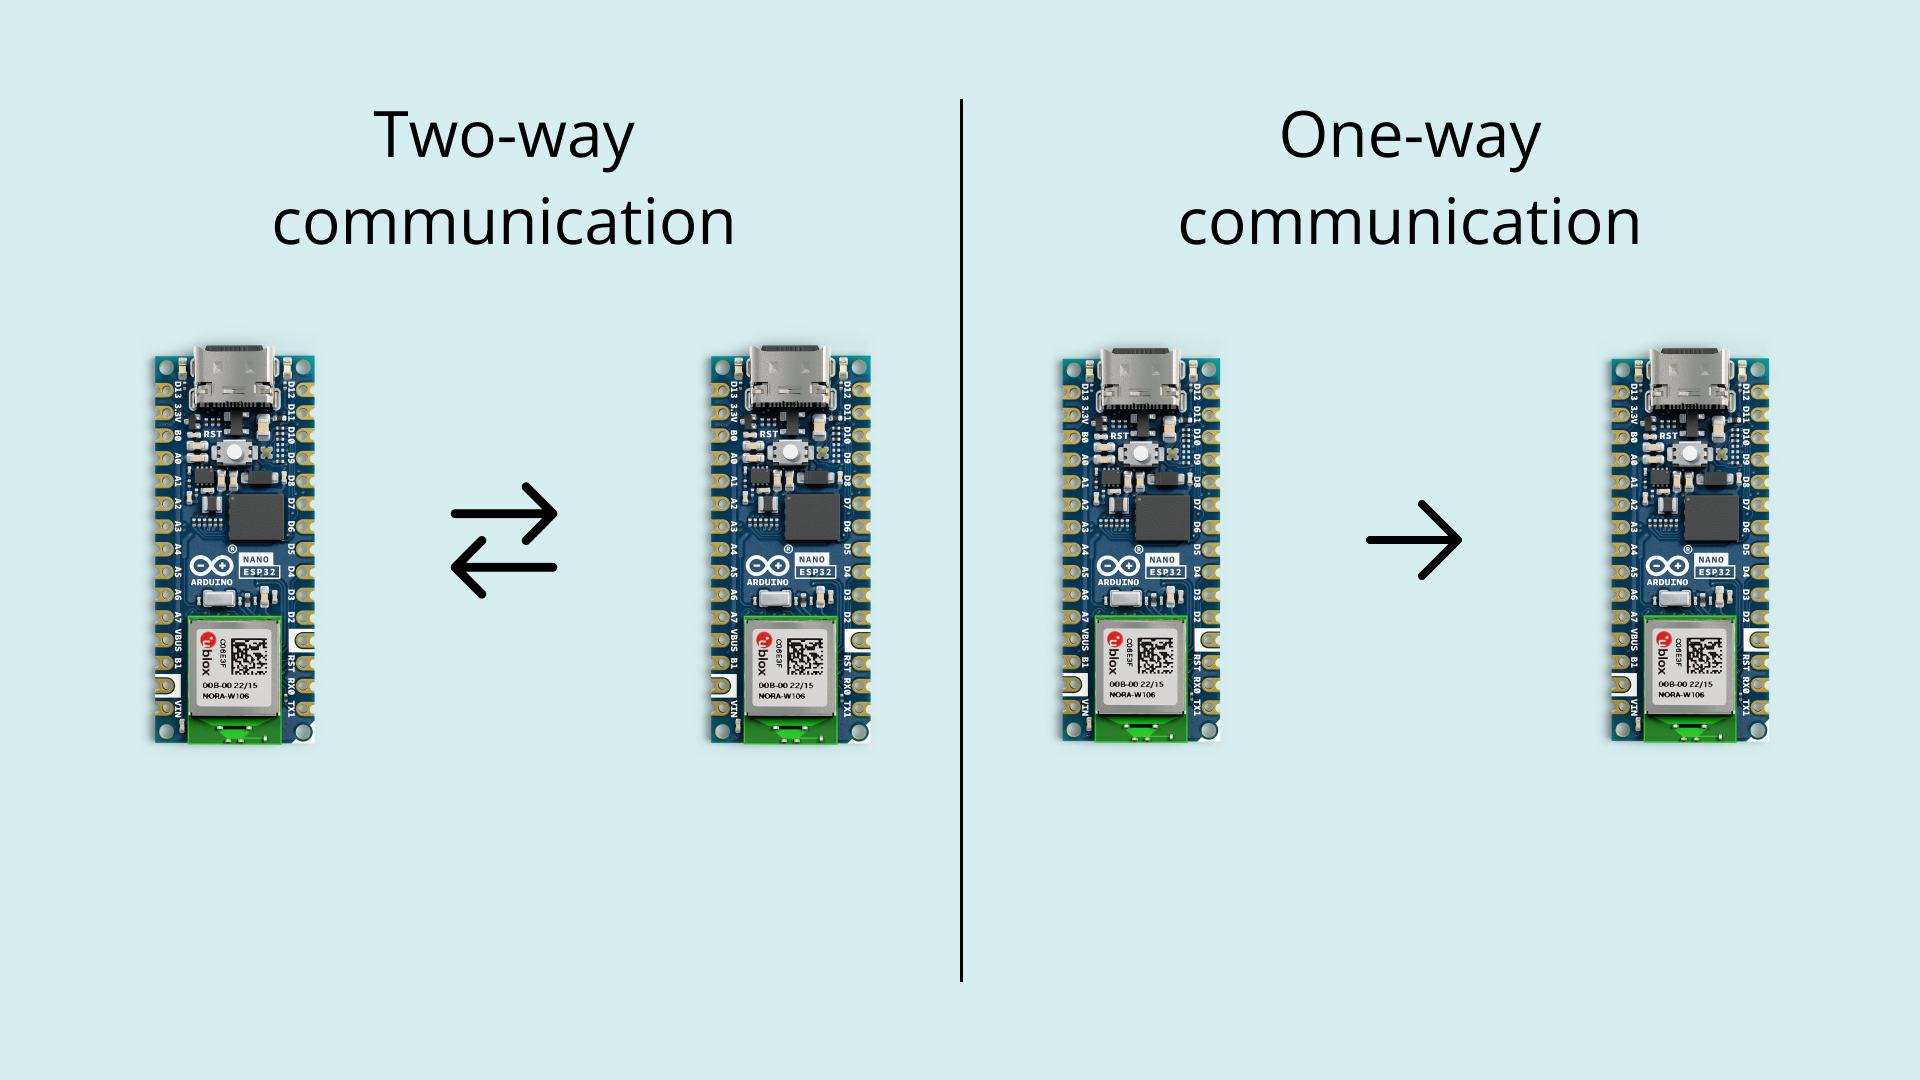 Two-way
communication
One-way
communication
D13 3.3V B0 A0 A1 A2 A3 A4 A5 A6 A7 VBUS B1 VIN
D12 D11 D10 D9 D8 D7 D6 D5 D4 D3 D2 RST RX0 TX1
RST
ARDUINO
®
NANO
ESP32
ublox
C06E3F
00B-00 22/15
NORA-W106
D13 3.3V B0 A0 A1 A2 A3 A4 A5 A6 A7 VBUS B1 VIN
D12 D11 D10 D9 D8 D7 D6 D5 D4 D3 D2 RST RX0 TX1
RST
ARDUINO
®
NANO
ESP32
ublox
C06E3F
00B-00 22/15
NORA-W106
D13 3.3V B0 A0 A1 A2 A3 A4 A5 A6 A7 VBUS B1 VIN
D12 D11 D10 D9 D8 D7 D6 D5 D4 D3 D2 RST RX0 TX1
RST
ARDUINO
®
NANO
ESP32
ublox
C06E3F
00B-00 22/15
NORA-W106
D13 3.3V B0 A0 A1 A2 A3 A4 A5 A6 A7 VBUS B1 VIN
D12 D11 D10 D9 D8 D7 D6 D5 D4 D3 D2 RST RX0 TX1
RST
ARDUINO
®
NANO
ESP32
ublox
C06E3F
00B-00 22/15
NORA-W106